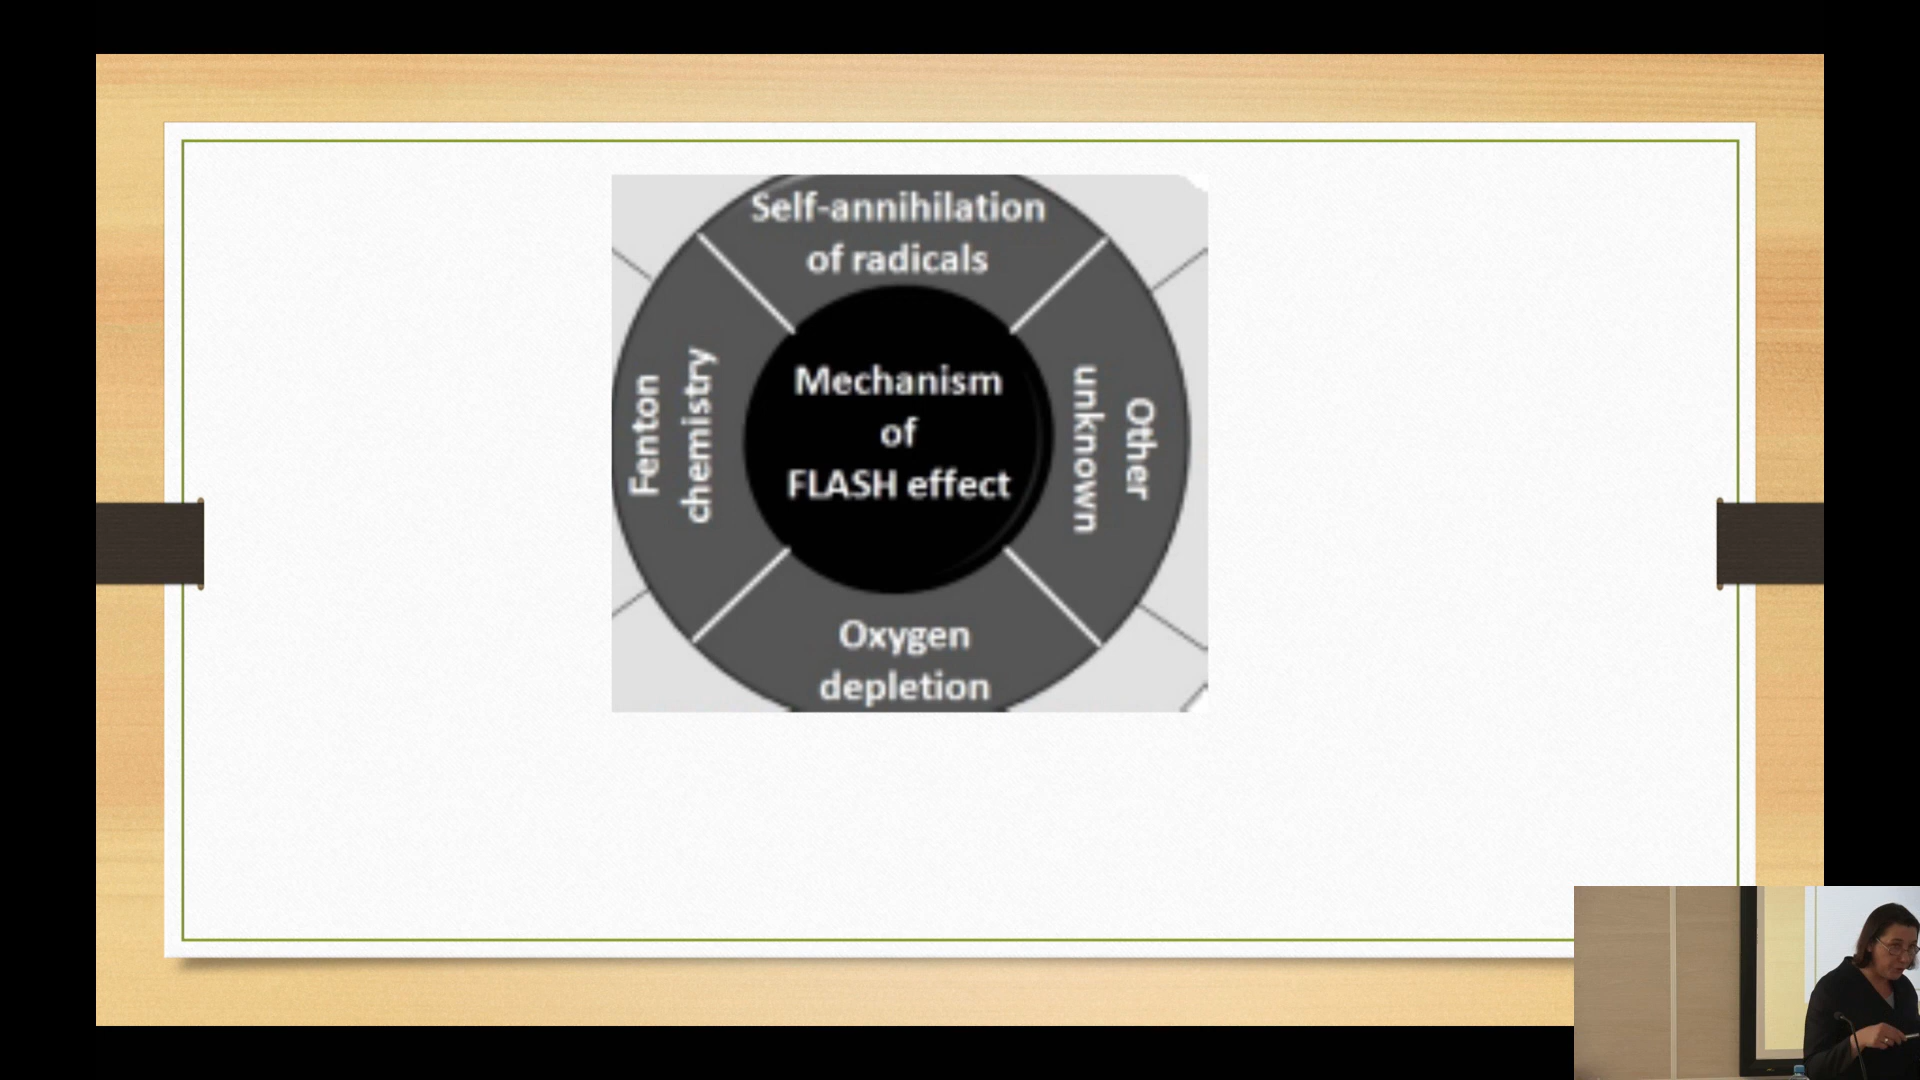 Self-annihilation
of radicals
Fenton
chemistry
Mechanism
of
FLASH effect
Other
unknown
Oxygen
depletion